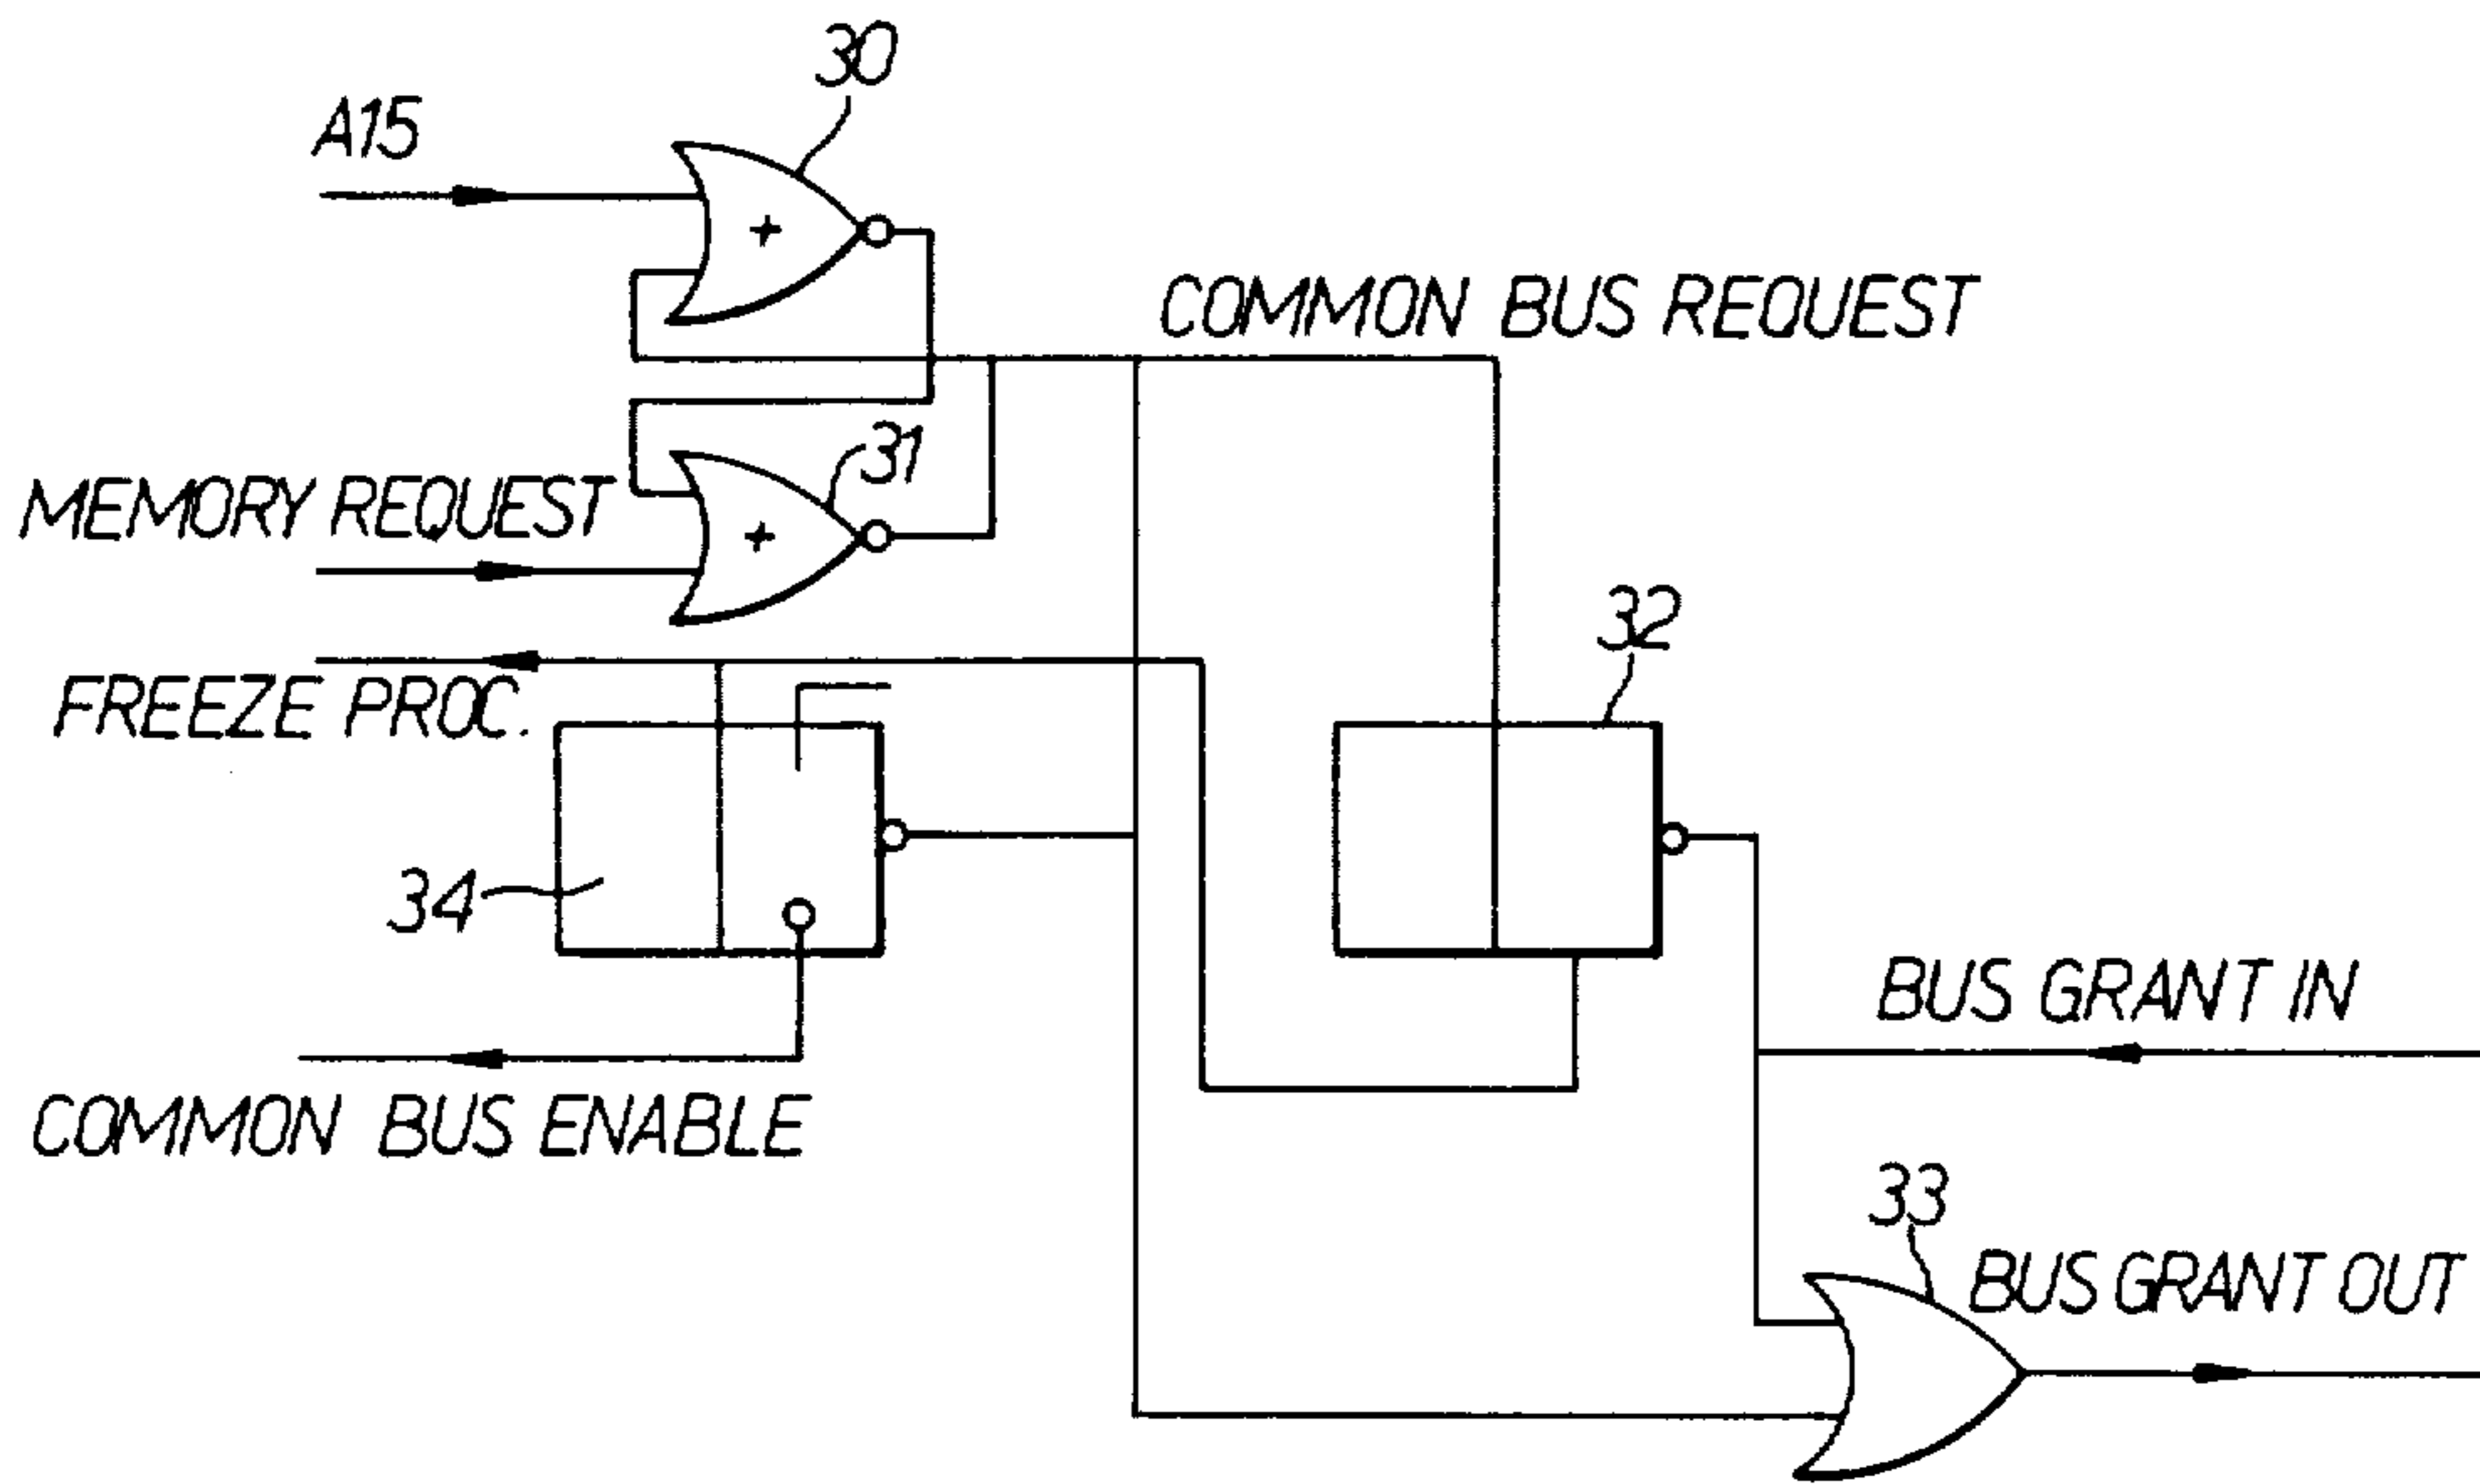 30
A15
COMMON BUS REQUEST
31
MEMORY REQUEST
32
FREEZE PROC.
34
BUS GRANT IN
COMMON BUS ENABLE
33
BUS GRANT OUT